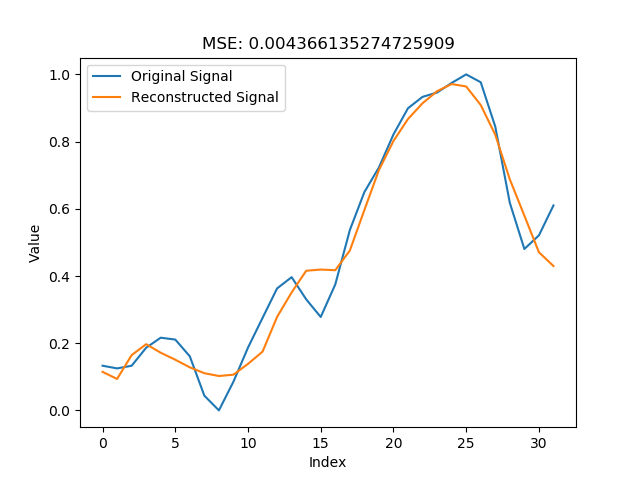 MSE: 0.004366135274725909
Original Signal
Reconstructed Signal
1.0
0.8
0.6
0.4
0.2
0.0
Value
0 5 10 15 20 25 30
Index